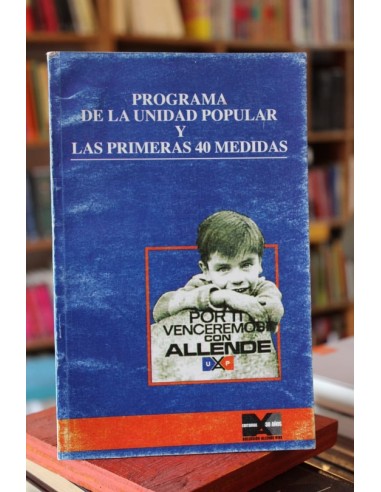 PROGRAMA
DE LA UNIDAD POPULAR
Y
LAS PRIMERAS 40 MEDIDAS
POR TI
VENCEREMOS
CON
ALLENDE
U P